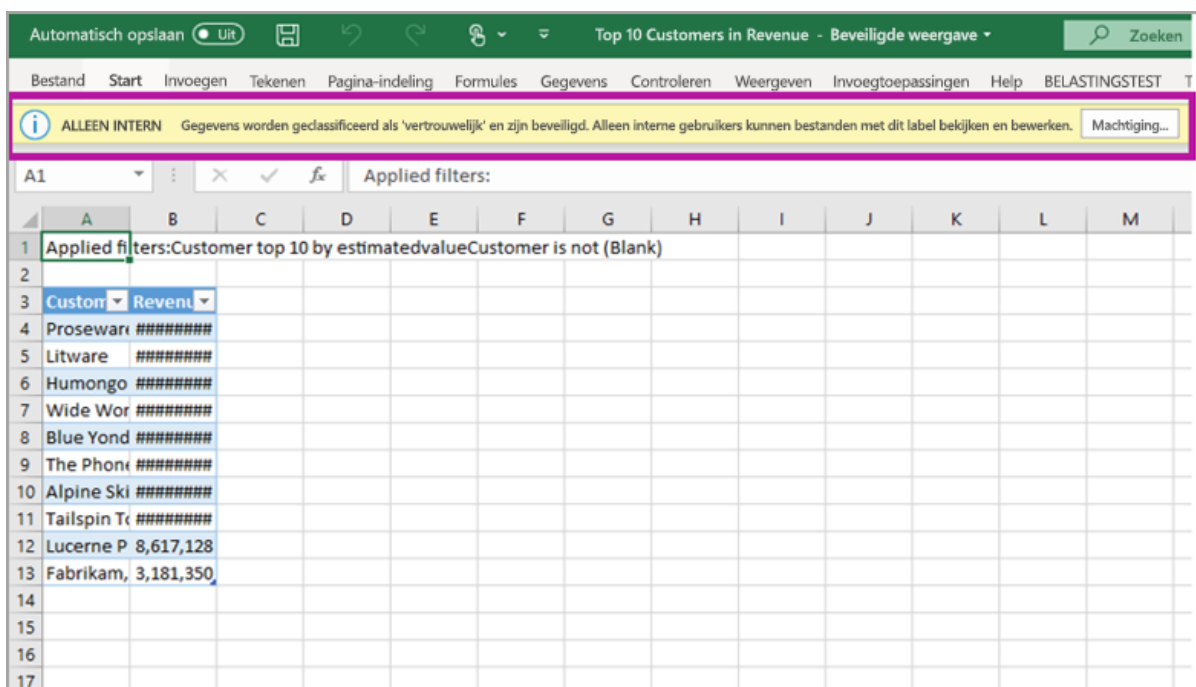 Automatisch opslaan Uit Top 10 Customers in Revenue - Beveiligde weergave Zoeken
Bestand Start Invoegen Tekenen Pagina-indeling Formules Gegevens Controleren Weergeven Invoegtoepassingen Help BELASTINGSTEST
ALLEEN INTERN Gegevens worden geclassificeerd als 'vertrouwelijk' en zijn beveiligd. Alleen interne gebruikers kunnen bestanden met dit label bekijken en bewerken. Machtiging...
A1 fx Applied filters:
A B C D E F G H I J K L M
1 Applied filters:Customer top 10 by estimatedvalueCustomer is not (Blank)
2
3 Custom Revenu
4 Proseware ########
5 Litware ########
6 Humongo ########
7 Wide Wor ########
8 Blue Yond ########
9 The Phone ########
10 Alpine Ski ########
11 Tailspin To ########
12 Lucerne P 8,617,128
13 Fabrikam, 3,181,350
14
15
16
17